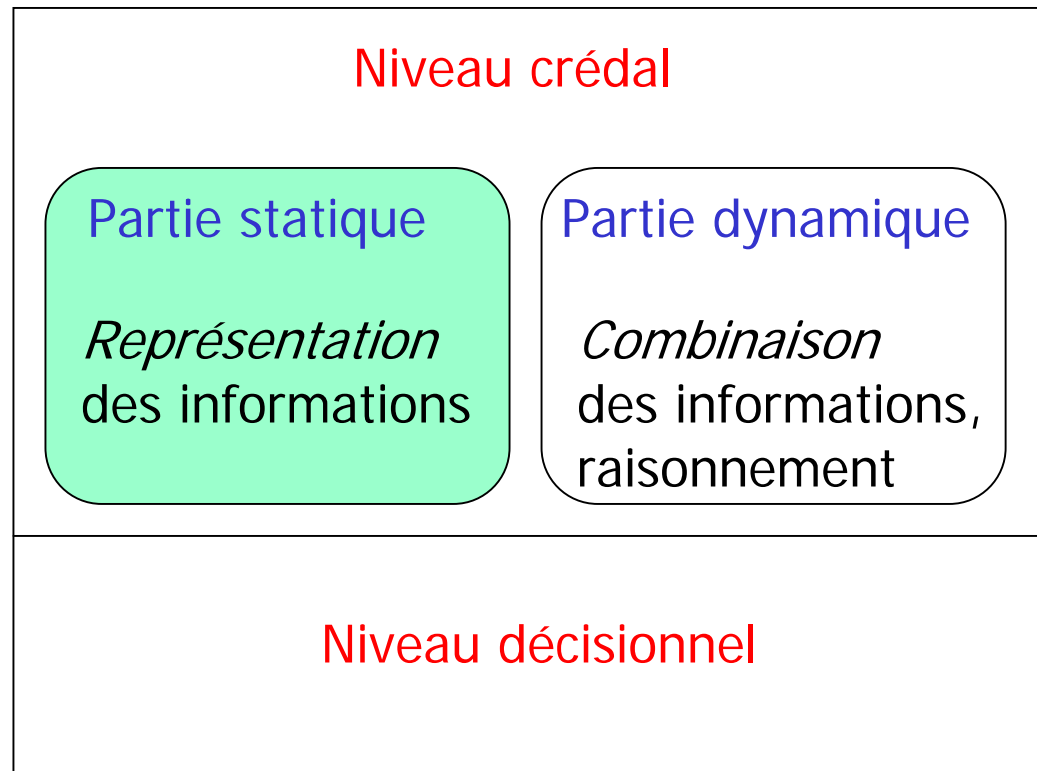 Niveau crédal
Partie statique
Représentation
des informations
Partie dynamique
Combinaison
des informations,
raisonnement
Niveau décisionnel